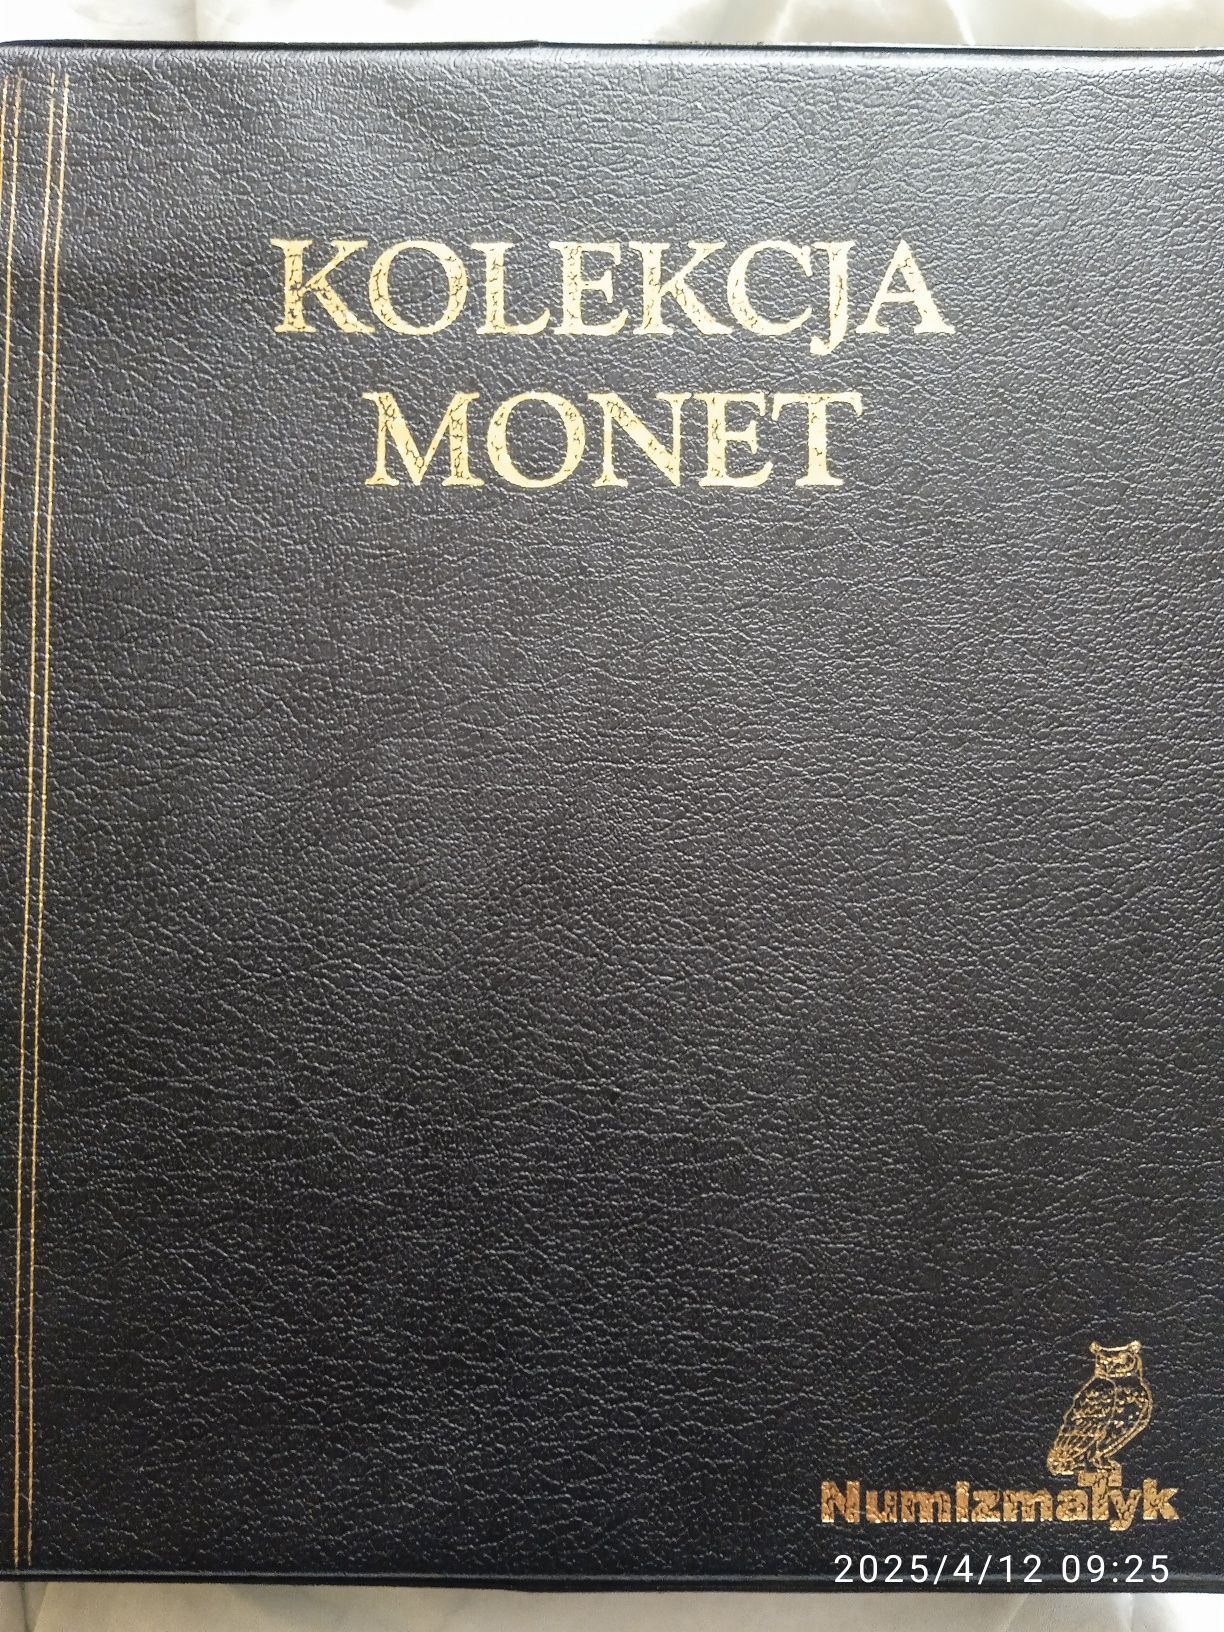 KOLEKCJA
MONET
NumizmaTyk
2025/4/12 09:25